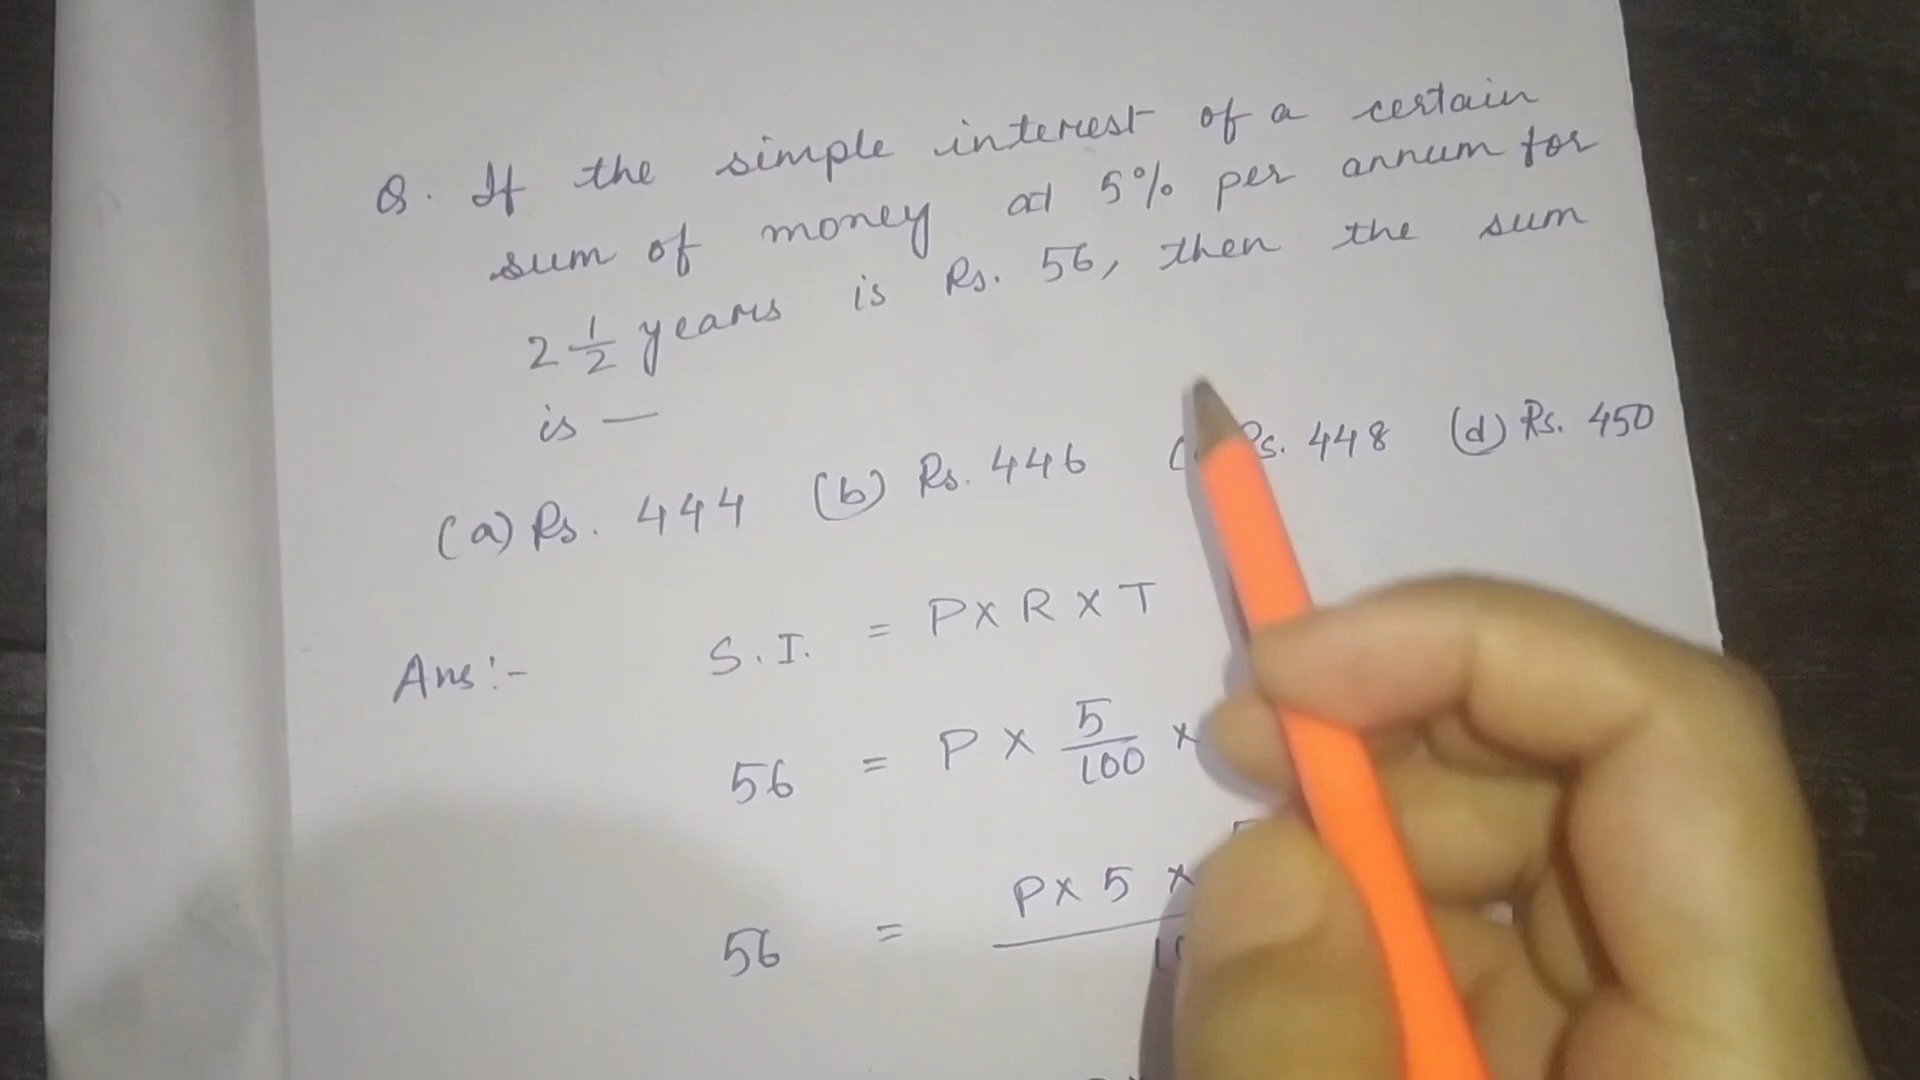 Q. If the simple interest of a certain
sum of money at 5% per annum for
2 1/2 years is Rs. 56, then the sum
is —
(a) Rs. 444 (b) Rs. 446 ( Rs. 448 (d) Rs. 450
Ans:- S.I. = P X R X T
56 = P X 5/100 x
56 = P X 5 x